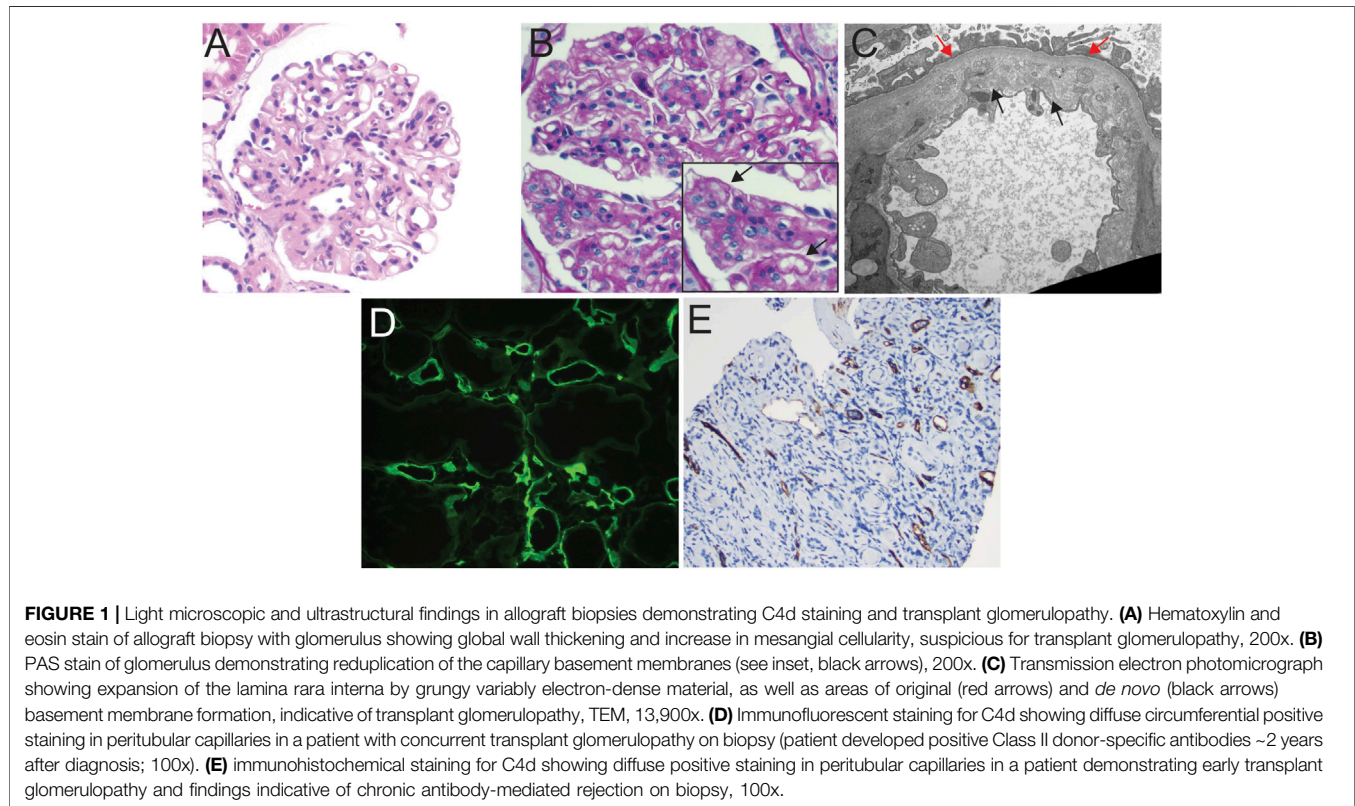 A
B
C
D
E
FIGURE 1 | Light microscopic and ultrastructural findings in allograft biopsies demonstrating C4d staining and transplant glomerulopathy. (A) Hematoxylin and
eosin stain of allograft biopsy with glomerulus showing global wall thickening and increase in mesangial cellularity, suspicious for transplant glomerulopathy, 200x. (B)
PAS stain of glomerulus demonstrating reduplication of the capillary basement membranes (see inset, black arrows), 200x. (C) Transmission electron photomicrograph
showing expansion of the lamina rara interna by grungy variably electron-dense material, as well as areas of original (red arrows) and de novo (black arrows)
basement membrane formation, indicative of transplant glomerulopathy, TEM, 13,900x. (D) Immunofluorescent staining for C4d showing diffuse circumferential positive
staining in peritubular capillaries in a patient with concurrent transplant glomerulopathy on biopsy (patient developed positive Class II donor-specific antibodies ~2 years
after diagnosis; 100x). (E) immunohistochemical staining for C4d showing diffuse positive staining in peritubular capillaries in a patient demonstrating early transplant
glomerulopathy and findings indicative of chronic antibody-mediated rejection on biopsy, 100x.